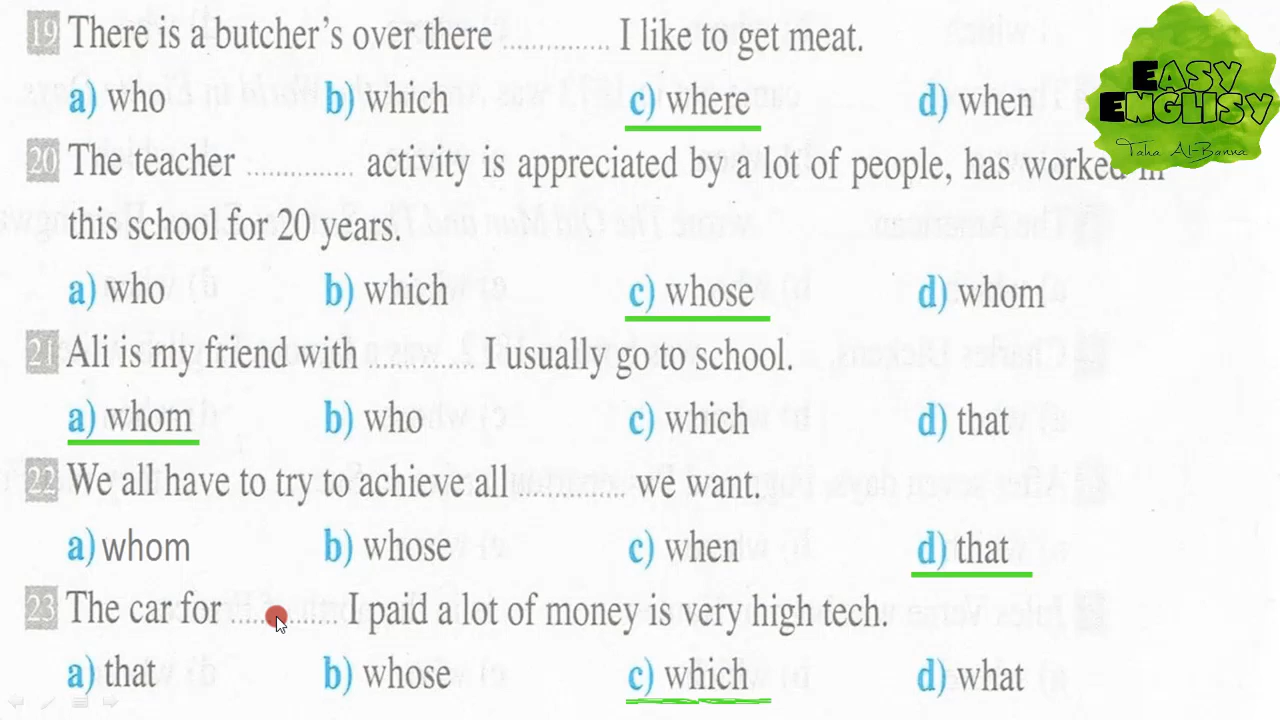 19 There is a butcher's over there ............... I like to get meat.
a) who b) which c) where d) when
20 The teacher ............... activity is appreciated by a lot of people, has worked in
this school for 20 years.
a) who b) which c) whose d) whom
21 Ali is my friend with ............... I usually go to school.
a) whom b) who c) which d) that
22 We all have to try to achieve all ............... we want.
a) whom b) whose c) when d) that
23 The car for ............... I paid a lot of money is very high tech.
a) that b) whose c) which d) what
EASY
ENGLISY
Taha Al-Banna